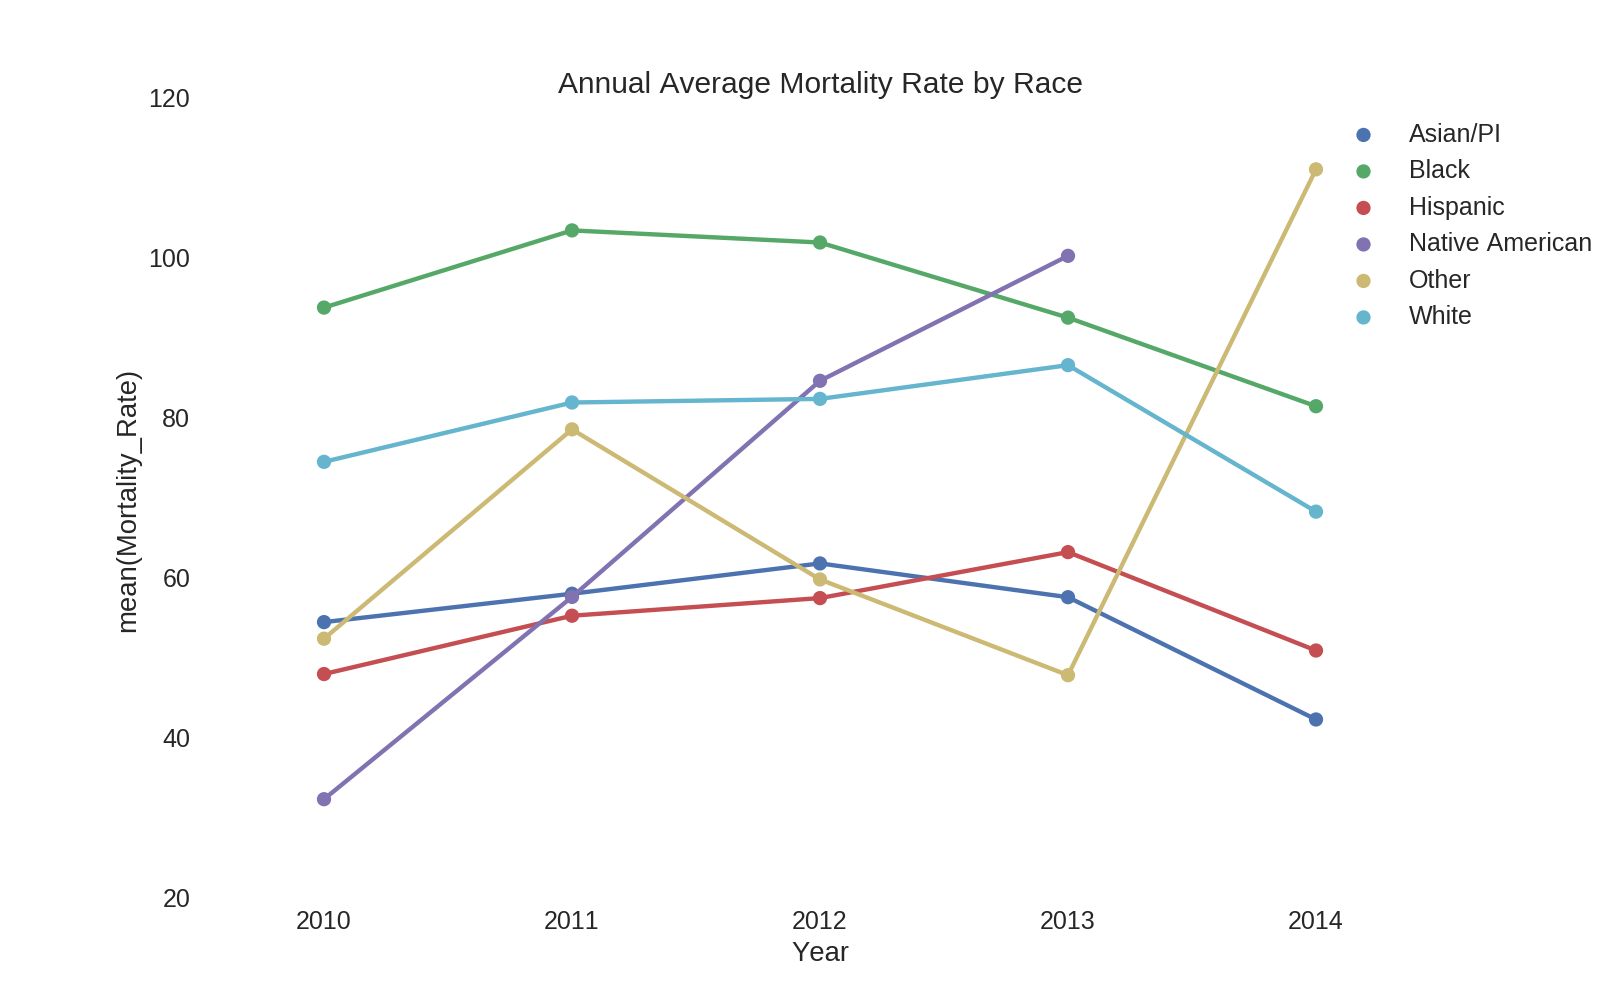 Annual Average Mortality Rate by Race
120
100
80
60
40
20
mean(Mortality_Rate)
2010 2011 2012 2013 2014
Year
Asian/PI
Black
Hispanic
Native American
Other
White